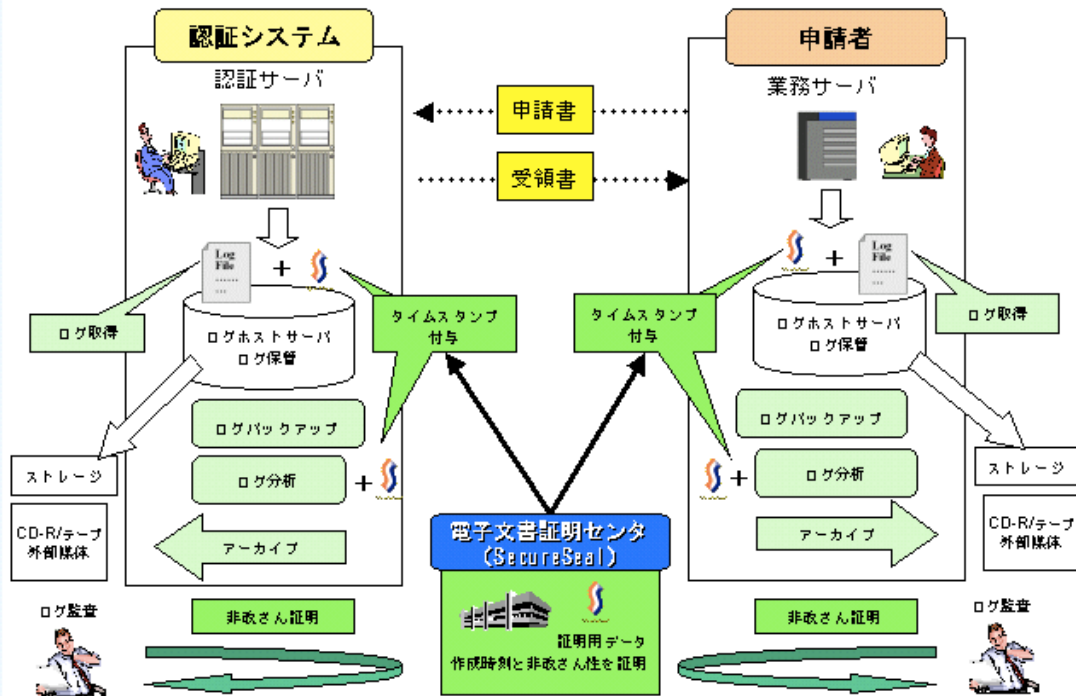 認証システム
認証サーバ
申請者
業務サーバ
申請書
受領書
Log
File
ログ取得
ログホストサーバ
ログ保管
タイムスタンプ
付与
ログバックアップ
ログ分析
アーカイブ
ストレージ
CD-R/テープ
外部媒体
ログ監査
非改ざん証明
Log
File
ログ取得
ログホストサーバ
ログ保管
タイムスタンプ
付与
ログバックアップ
ログ分析
アーカイブ
ストレージ
CD-R/テープ
外部媒体
ログ監査
非改ざん証明
電子文書証明センタ
(SecureSeal)
証明用データ
作成時刻と非改ざん性を証明